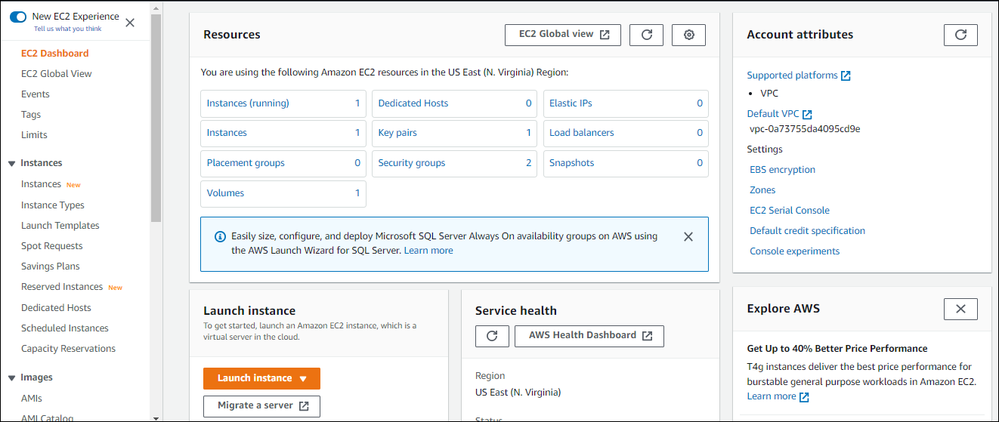 New EC2 Experience
Tell us what you think
EC2 Dashboard
EC2 Global View
Events
Tags
Limits
Instances
Instances New
Instance Types
Launch Templates
Spot Requests
Savings Plans
Reserved Instances New
Dedicated Hosts
Scheduled Instances
Capacity Reservations
Images
AMIs
AMI Catalog
Resources
EC2 Global view
You are using the following Amazon EC2 resources in the US East (N. Virginia) Region:
Instances (running) 1
Dedicated Hosts 0
Elastic IPs 0
Instances 1
Key pairs 1
Load balancers 0
Placement groups 0
Security groups 2
Snapshots 0
Volumes 1
Easily size, configure, and deploy Microsoft SQL Server Always On availability groups on AWS using
the AWS Launch Wizard for SQL Server. Learn more
Launch instance
To get started, launch an Amazon EC2 instance, which is a
virtual server in the cloud.
Launch instance
Migrate a server
Service health
AWS Health Dashboard
Region
US East (N. Virginia)
Status
Account attributes
Supported platforms
• VPC
Default VPC
vpc-0a73755da4095cd9e
Settings
EBS encryption
Zones
EC2 Serial Console
Default credit specification
Console experiments
Explore AWS
Get Up to 40% Better Price Performance
T4g instances deliver the best price performance for
burstable general purpose workloads in Amazon EC2.
Learn more